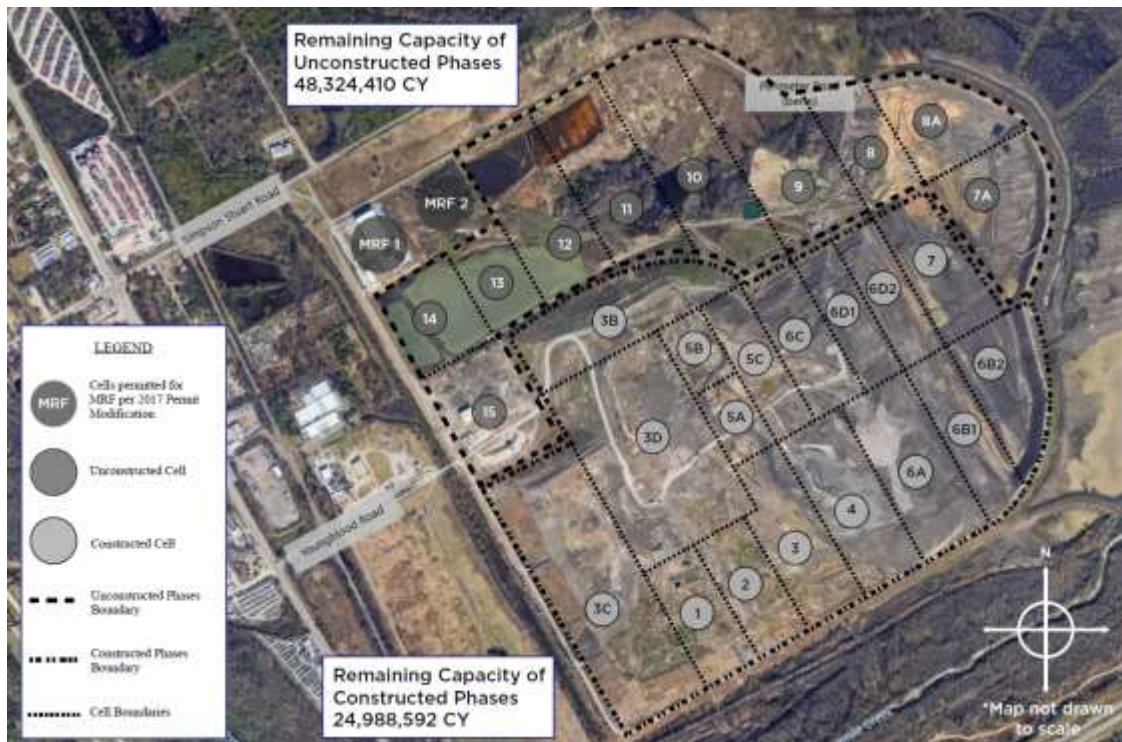 Remaining Capacity of
Unconstructed Phases
48,324,410 CY
8A
8
10
9
7A
MRF 2
11
MRF 1
12
7
13
6D2
14
6D1
3B
6C
5B
5C
6B2
15
5A
3D
6B1
6A
4
3
2
3C
1
Simpson Stuart Road
Youngblood Road
LEGEND
MRF
Cells permitted for
MRF per 2017 Permit
Modification.
Unconstructed Cell
Constructed Cell
Unconstructed Phases
Boundary
Constructed Phases
Boundary
Cell Boundaries
Remaining Capacity of
Constructed Phases
24,988,592 CY
N
*Map not drawn
to scale